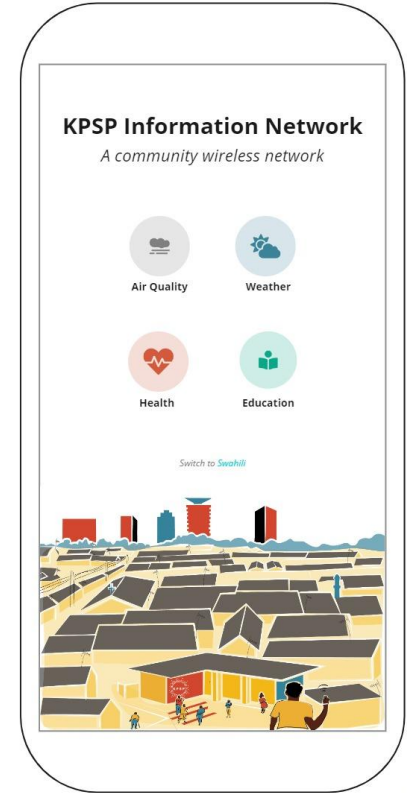 KPSP Information Network
A community wireless network
Air Quality
Weather
Health
Education
Switch to Swahili